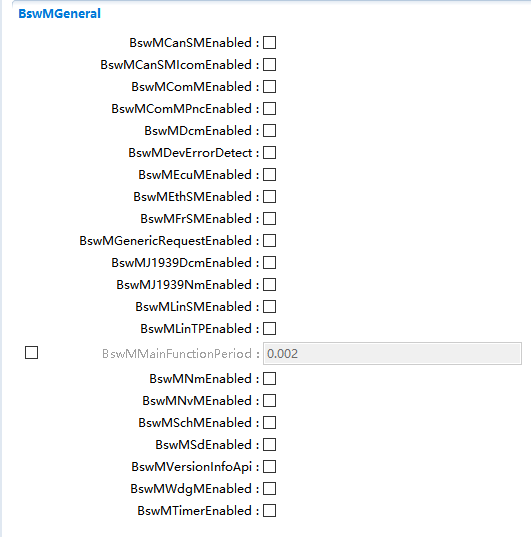 BswMGeneral
BswMCanSMEnabled :
BswMCanSMIcomEnabled :
BswMComMEnabled :
BswMComMPncEnabled :
BswMDcmEnabled :
BswMDevErrorDetect :
BswMEcuMEnabled :
BswMEthSMEnabled :
BswMFrSMEnabled :
BswMGenericRequestEnabled :
BswMJ1939DcmEnabled :
BswMJ1939NmEnabled :
BswMLinSMEnabled :
BswMLinTPEnabled :
BswMMainFunctionPeriod : 0.002
BswMNmEnabled :
BswMNvMEnabled :
BswMSchMEnabled :
BswMSdEnabled :
BswMVersionInfoApi :
BswMWdgMEnabled :
BswMTimerEnabled :